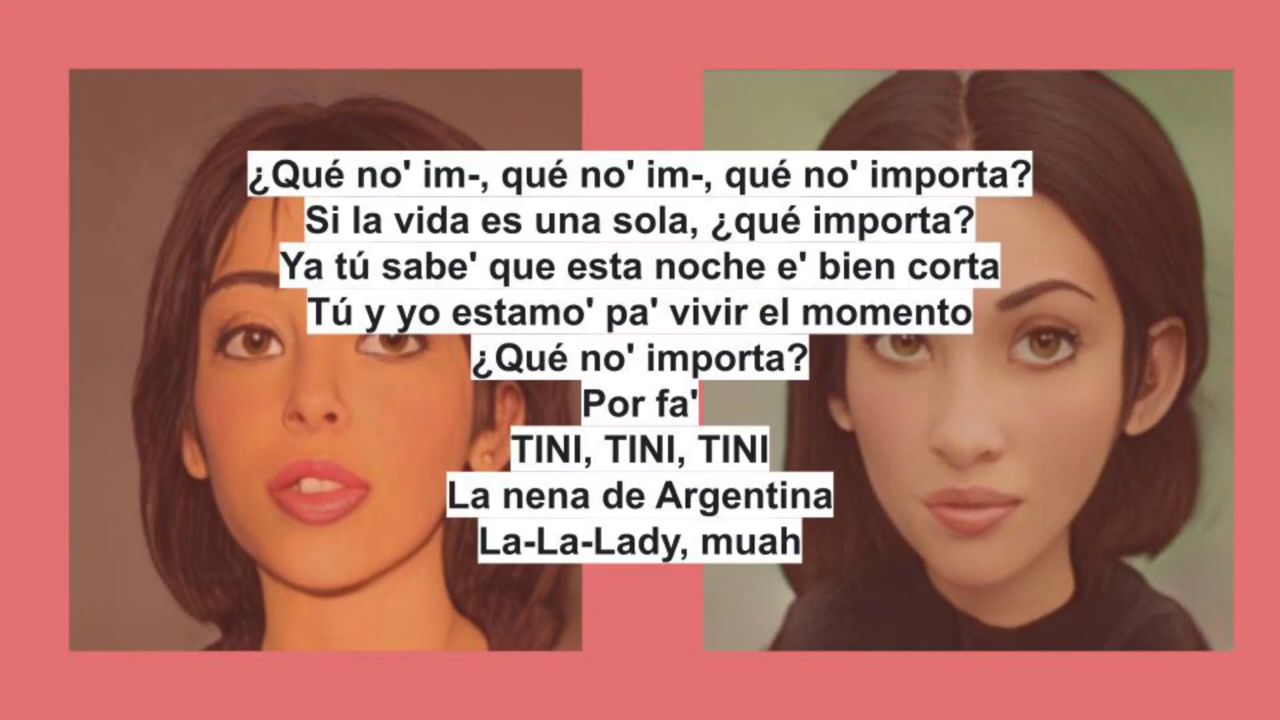 ¿Qué no' im-, qué no' im-, qué no' importa?
Si la vida es una sola, ¿qué importa?
Ya tú sabe' que esta noche e' bien corta
Tú y yo estamo' pa' vivir el momento
¿Qué no' importa?
Por fa'
TINI, TINI, TINI
La nena de Argentina
La-La-Lady, muah